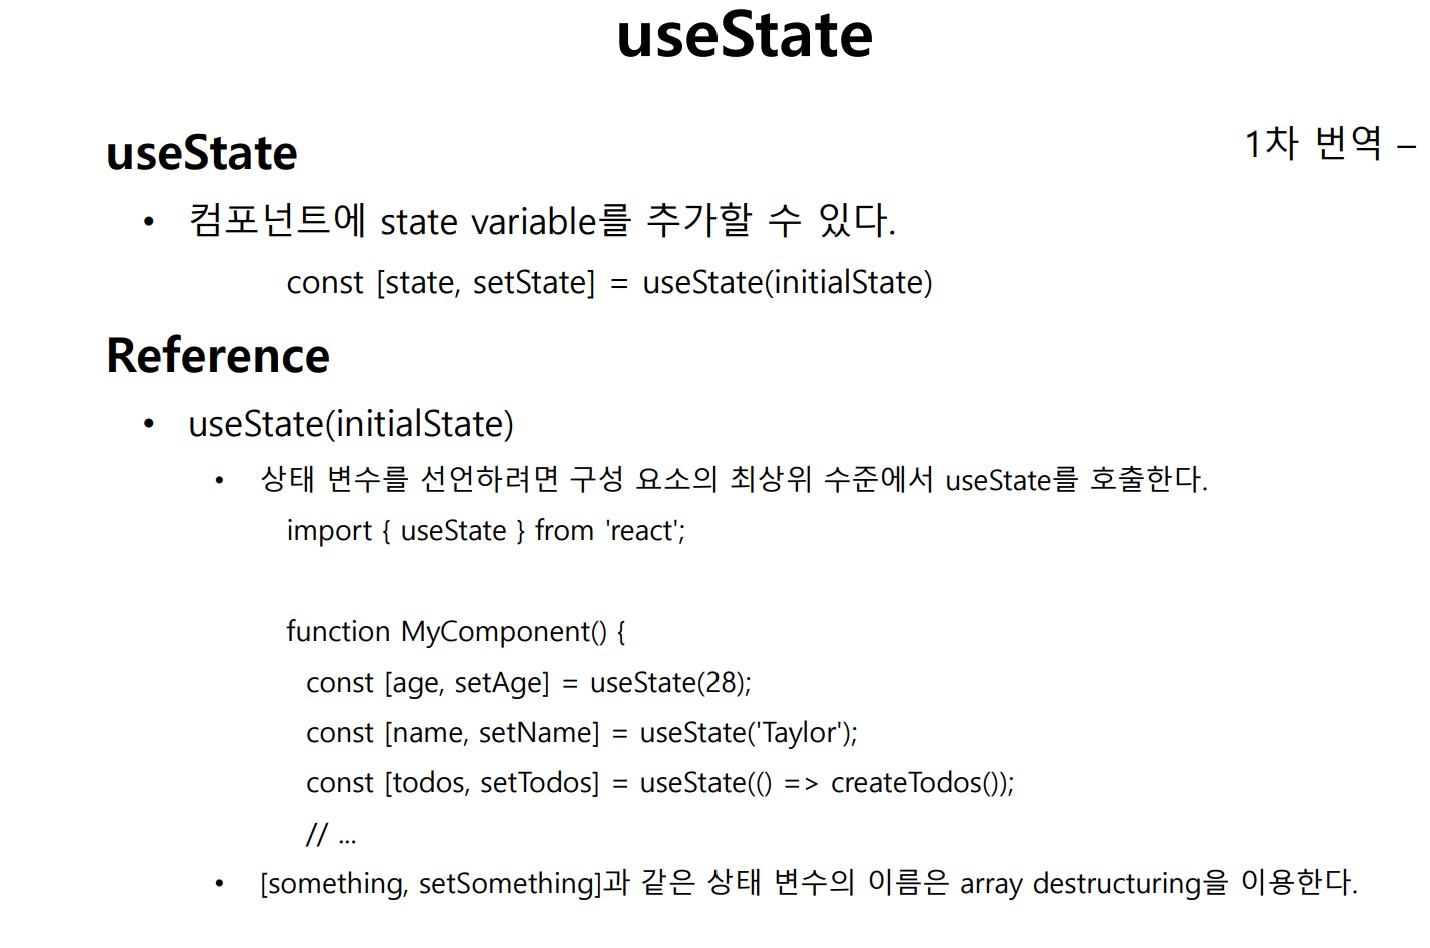 useState
1차 번역 –
useState
• 컴포넌트에 state variable를 추가할 수 있다.
const [state, setState] = useState(initialState)
Reference
• useState(initialState)
• 상태 변수를 선언하려면 구성 요소의 최상위 수준에서 useState를 호출한다.
import { useState } from 'react';
function MyComponent() {
const [age, setAge] = useState(28);
const [name, setName] = useState('Taylor');
const [todos, setTodos] = useState(() => createTodos());
// ...
• [something, setSomething]과 같은 상태 변수의 이름은 array destructuring을 이용한다.